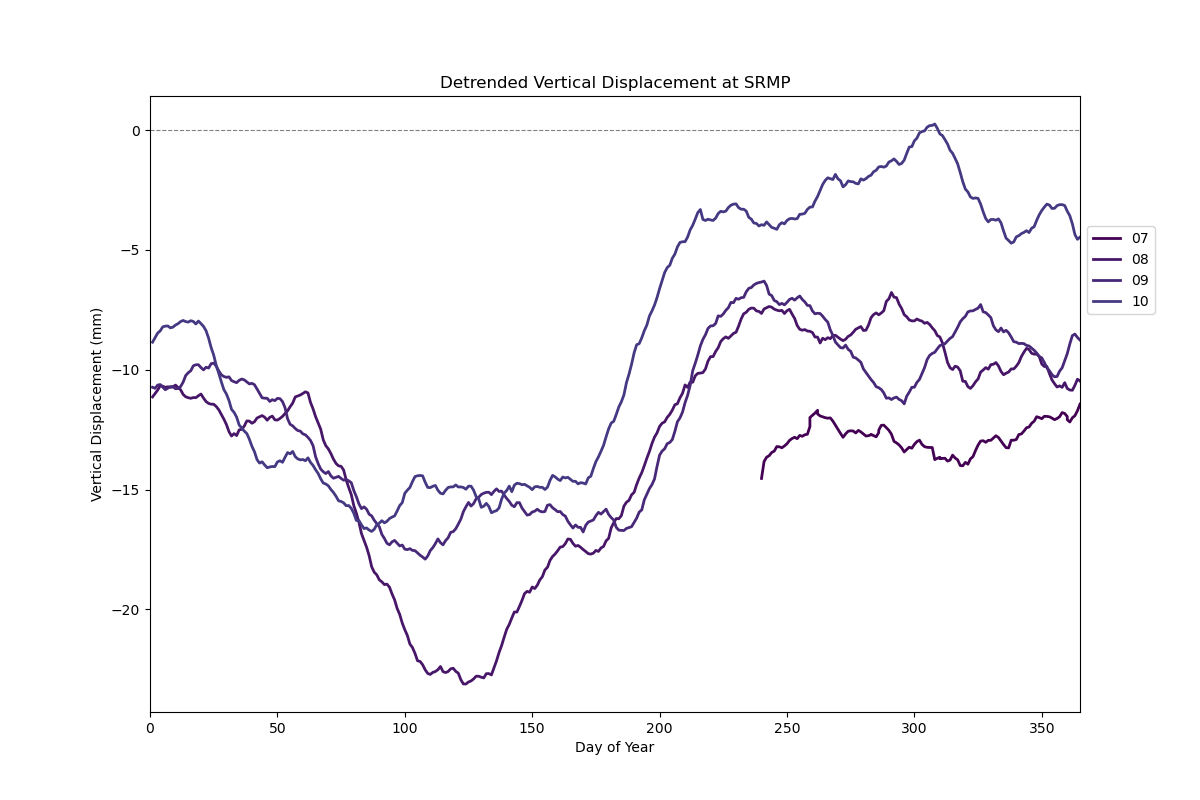 Detrended Vertical Displacement at SRMP
Vertical Displacement (mm)
0
−5
−10
−15
−20
0 50 100 150 200 250 300 350
Day of Year
07
08
09
10